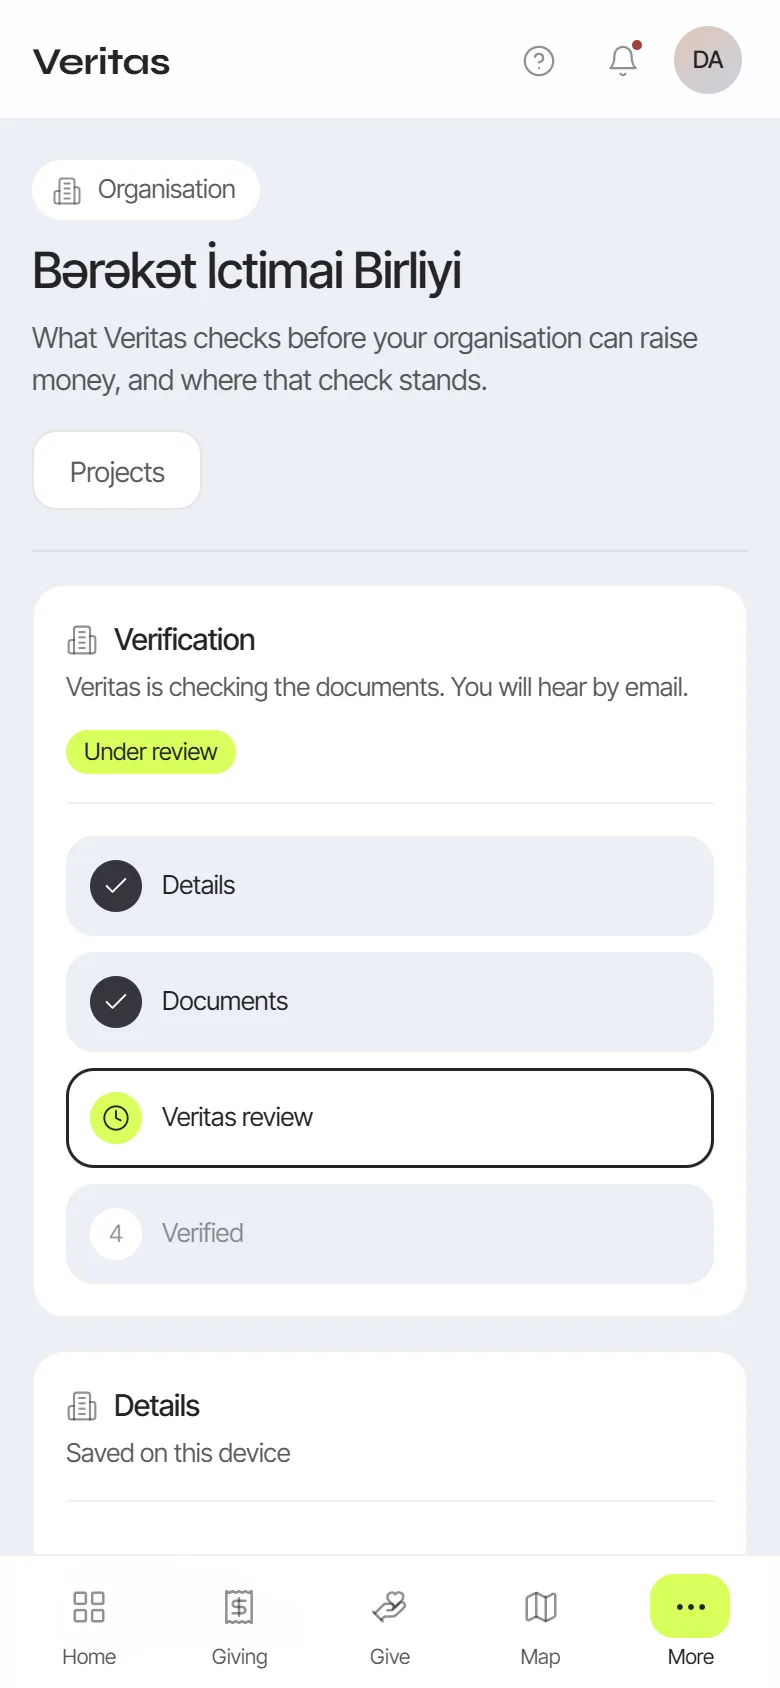 Veritas
DA
Organisation
Bərəkət İctimai Birliyi
What Veritas checks before your organisation can raise
money, and where that check stands.
Projects
Verification
Veritas is checking the documents. You will hear by email.
Under review
Details
Documents
Veritas review
4 Verified
Details
Saved on this device
Home
Giving
Give
Map
More